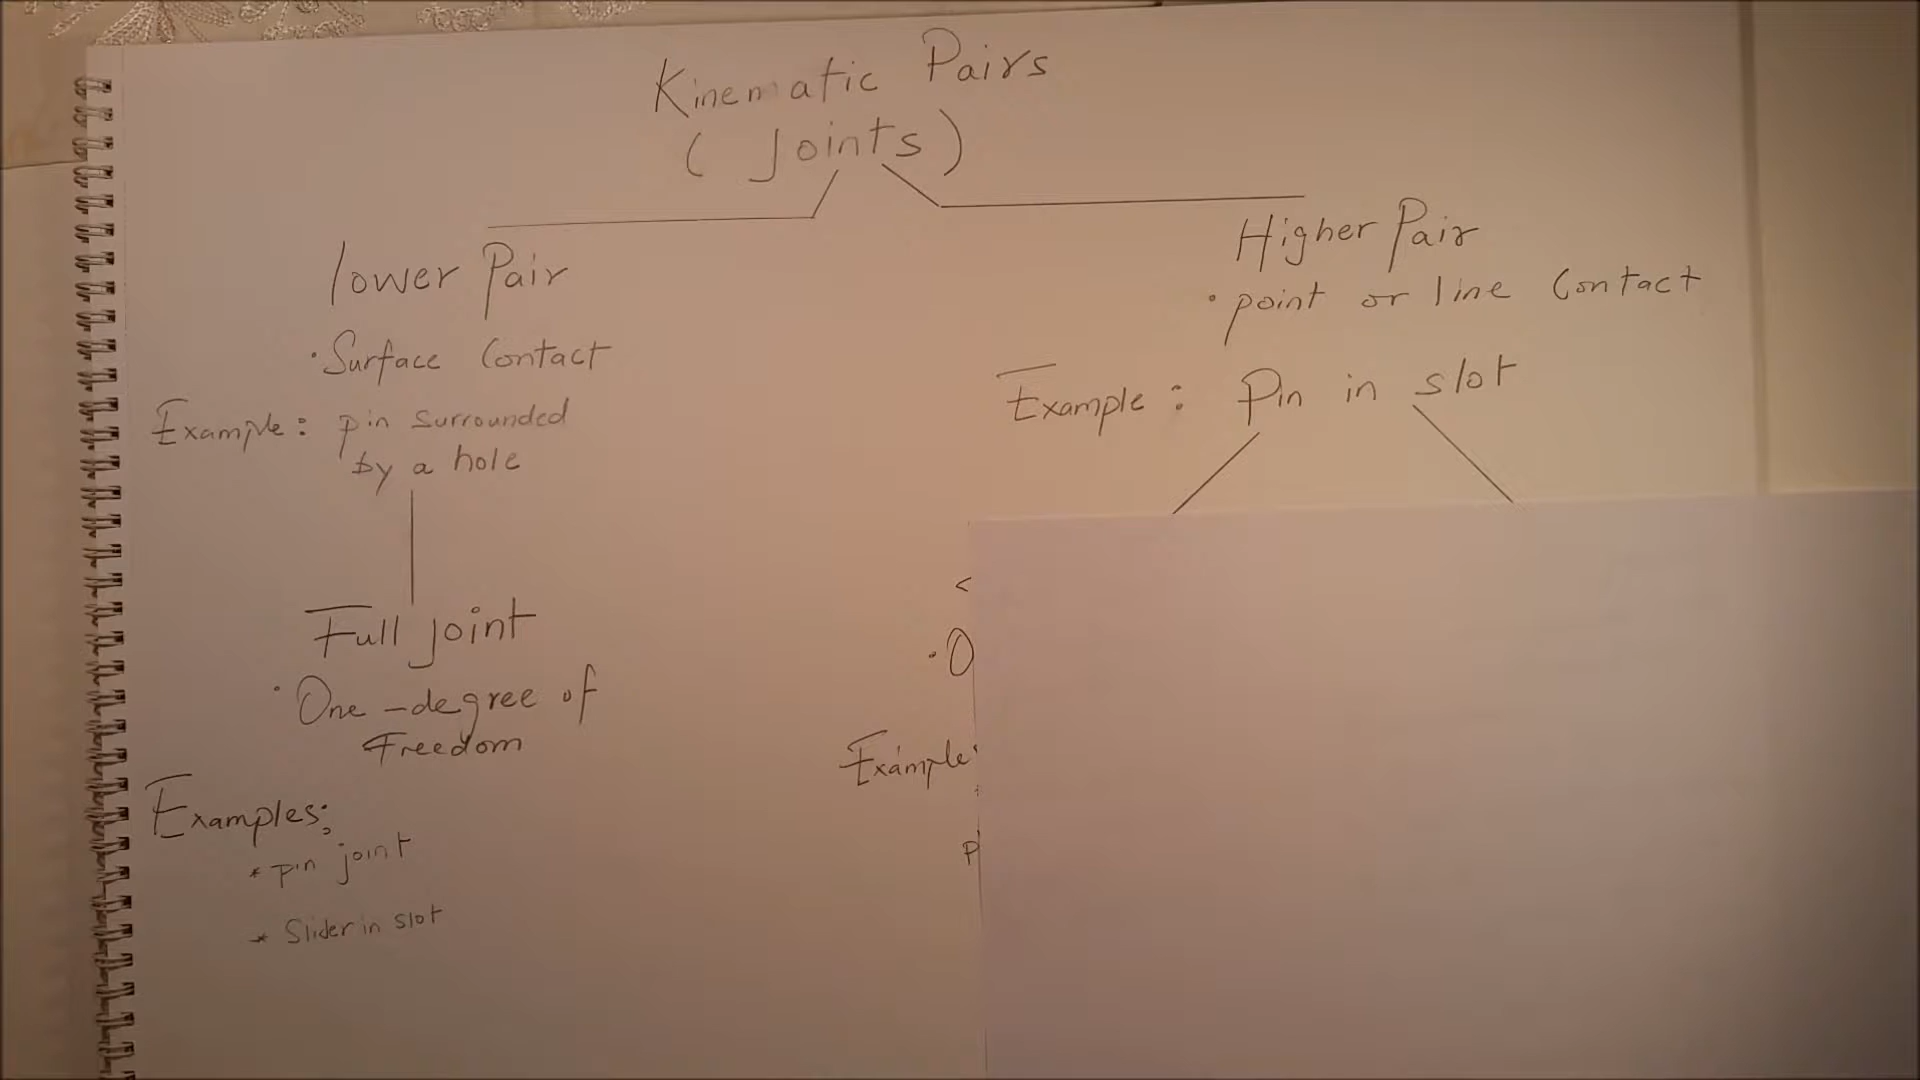 Kinematic Pairs
(Joints)
lower Pair
• Surface Contact
Example: pin surrounded
by a hole
Full joint
• One-degree of
Freedom
Examples:
* pin joint
* Slider in slot
Higher Pair
• point or line Contact
Example: Pin in slot
Example: